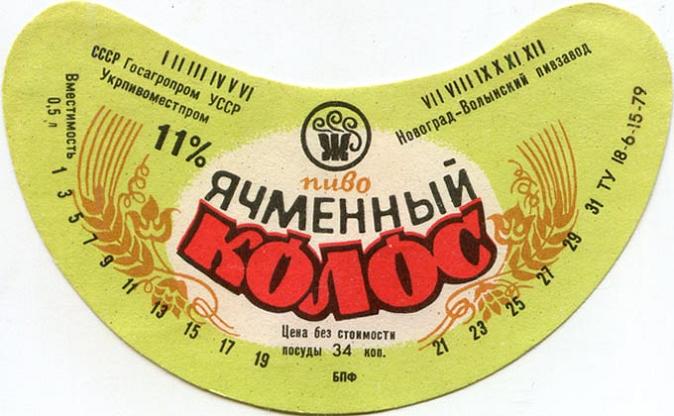 I II III IV V VI
СССР Госагропром УССР
Укрпивоместпром
VII VIII IX X XI XII
Новоград-Волынский пивзавод
Вместимость
0,5 л
11%
Ж
пиво
ЯЧМЕННЫЙ
КОЛОС
Цена без стоимости
посуды 34 коп.
БПФ
1 3 5 7 9 11 13 15 17 19 21 23 25 27 29 31 ТУ 18-6-15-79